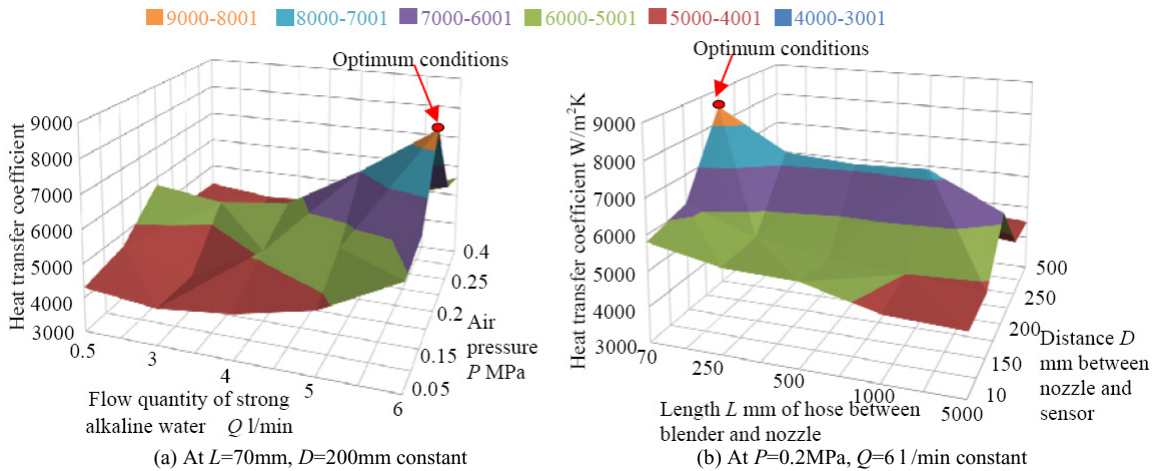 9000-8001 8000-7001 7000-6001 6000-5001 5000-4001 4000-3001
Optimum conditions
Heat transfer coefficient
9000
8000
7000
6000
5000
4000
3000
0.5
3
4
5
6
0.4
0.25
0.2
0.15
0.05
Air
pressure
P MPa
Flow quantity of strong
alkaline water Q l/min
(a) At L=70mm, D=200mm constant
Optimum conditions
Heat transfer coefficient W/m²K
9000
8000
7000
6000
5000
4000
3000
70
250
500
1000
5000
500
250
200
150
10
Distance D
mm between
nozzle and
sensor
Length L mm of hose between
blender and nozzle
(b) At P=0.2MPa, Q=6 l /min constant